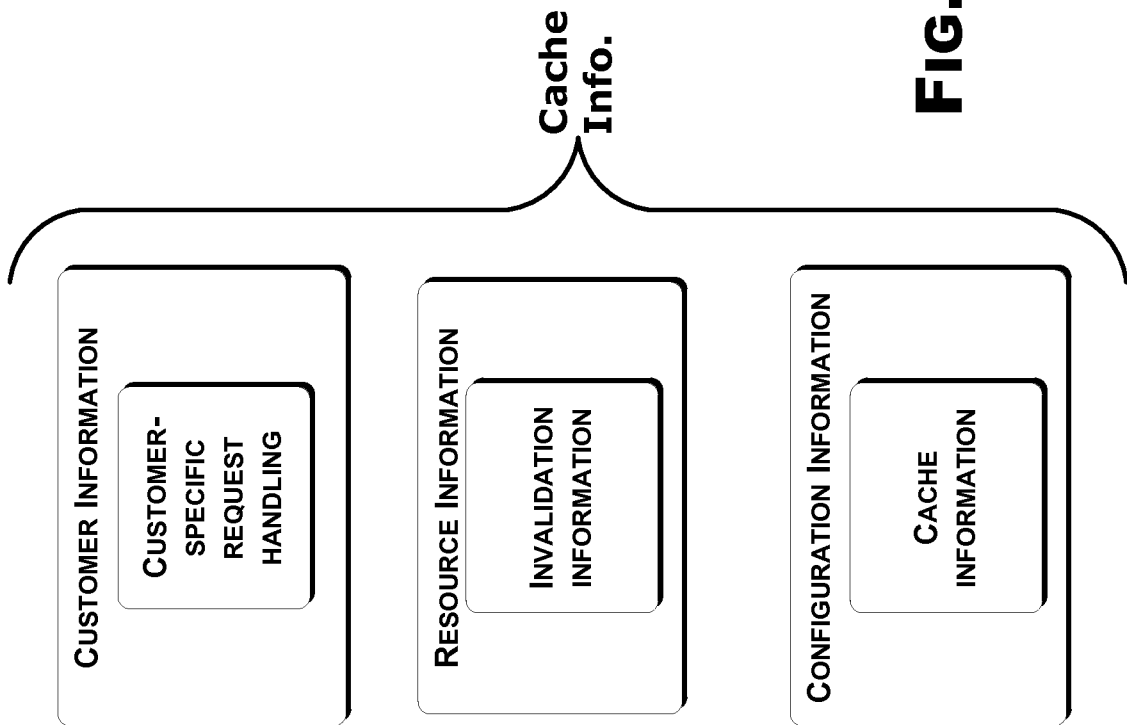 CUSTOMER INFORMATION
CUSTOMER-
SPECIFIC
REQUEST
HANDLING
RESOURCE INFORMATION
INVALIDATION
INFORMATION
CONFIGURATION INFORMATION
CACHE
INFORMATION
Cache
Info.
FIG.